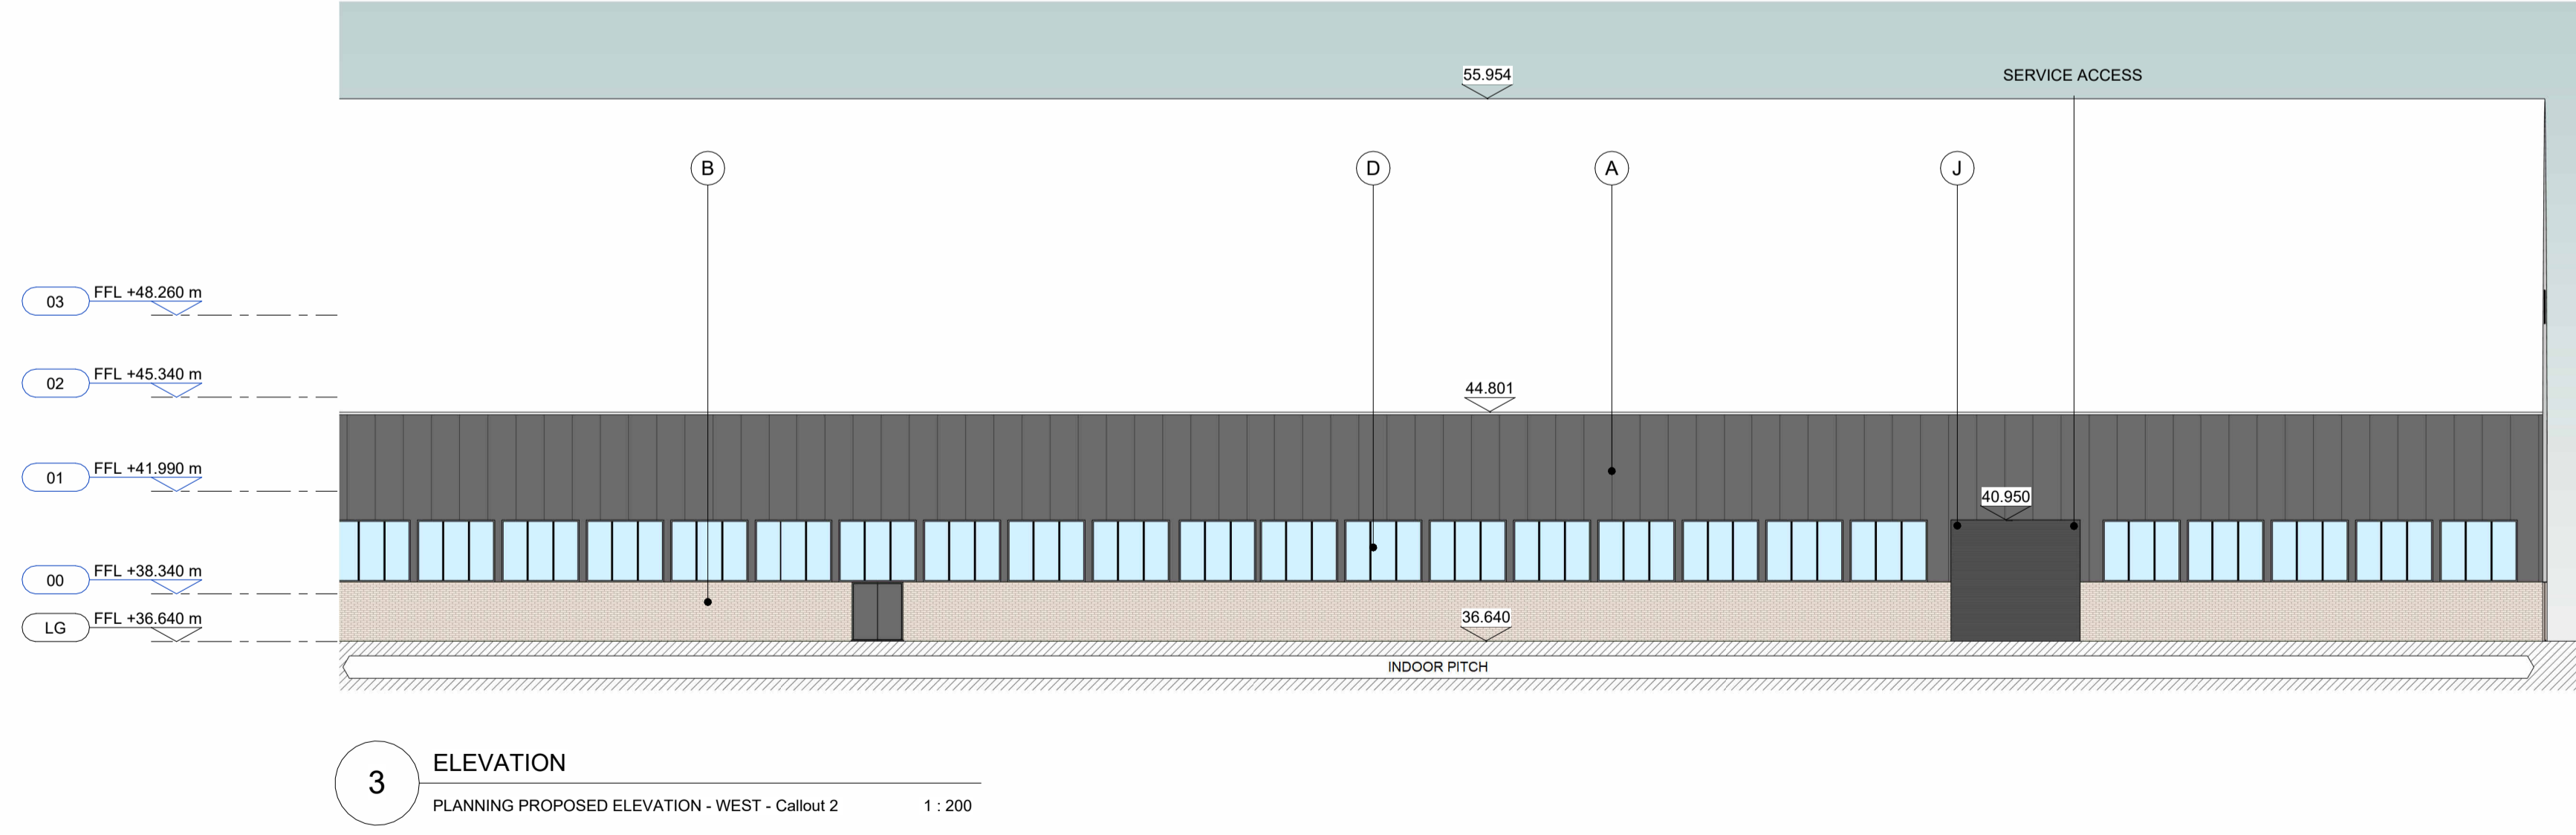 55.954
SERVICE ACCESS
B
D
A
J
03 FFL +48.260 m
02 FFL +45.340 m
44.801
01 FFL +41.990 m
40.950
00 FFL +38.340 m
LG FFL +36.640 m
36.640
INDOOR PITCH
3 ELEVATION
PLANNING PROPOSED ELEVATION - WEST - Callout 2 1 : 200